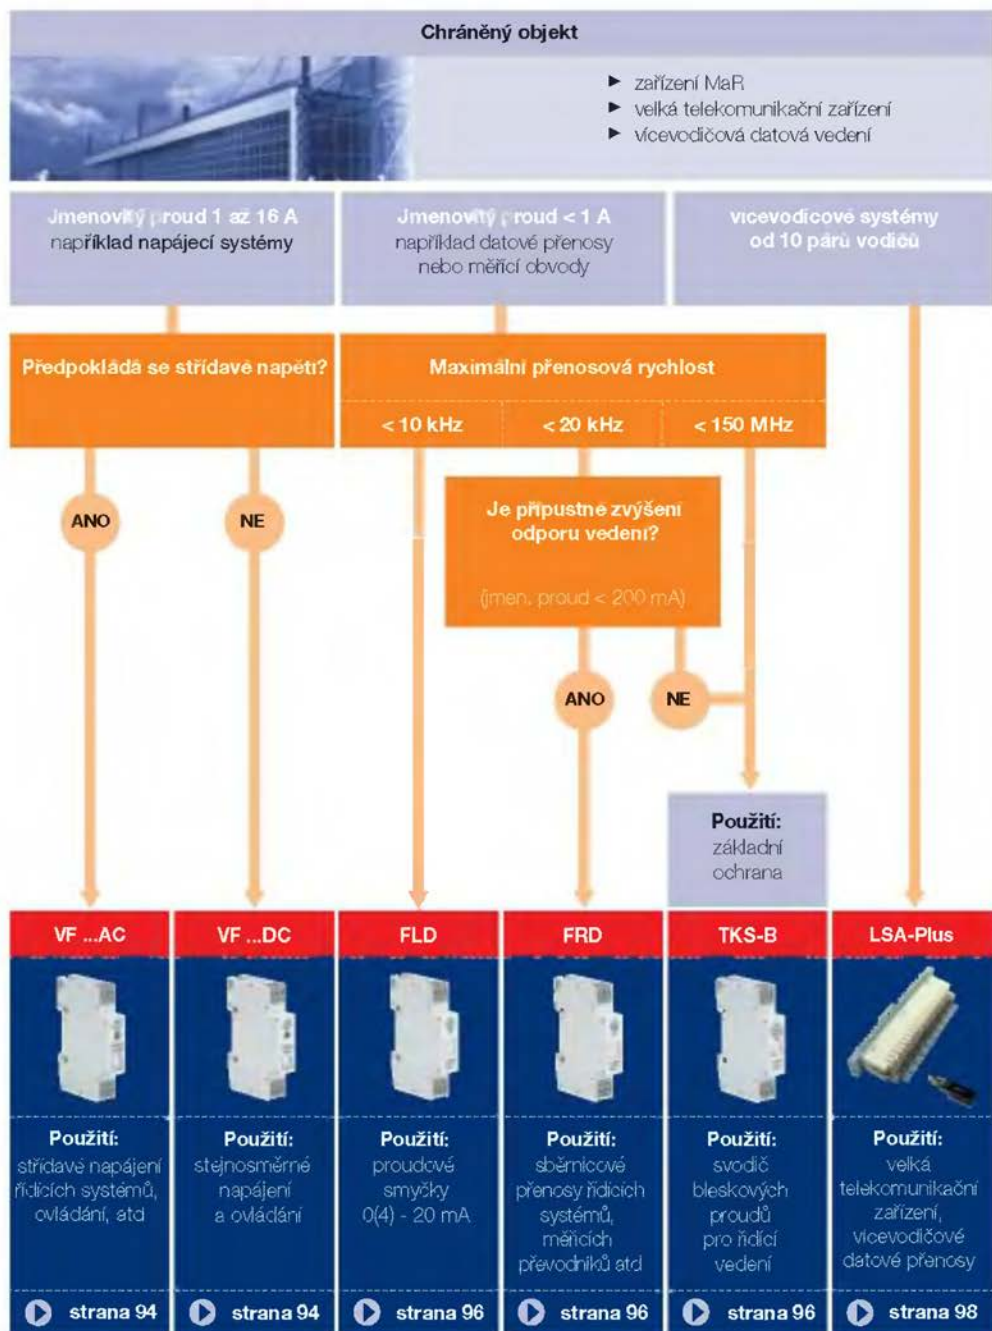 Chráněný objekt
► zařízení MaR
► velká telekomunikační zařízení
► vícevodičová datová vedení
Jmenovitý proud 1 až 16 A
například napájecí systémy
Jmenovitý proud < 1 A
například datové přenosy
nebo měřící obvody
vícevodicové systémy
od 10 párů vodičů
Předpokládá se střídavé napětí?
Maximální přenosová rychlost
< 10 kHz
< 20 kHz
< 150 MHz
Je přípustné zvýšení
odporu vedení?
(jmen. proud < 200 mA)
ANO
NE
ANO
NE
Použití:
základní
ochrana
VF ...AC
VF ...DC
FLD
FRD
TKS-B
LSA-Plus
Použití:
střídavé napájení
řídicích systémů,
ovládání, atd
Použití:
stejnosměrné
napájení
a ovládání
Použití:
proudové
smyčky
0(4) - 20 mA
Použití:
sběrnicové
přenosy řídicích
systémů,
měřicích
převodníků atd
Použití:
svodič
bleskových
proudů
pro řídící
vedení
Použití:
velká
telekomunikační
zařízení,
vícevodičové
datové přenosy
strana 94
strana 94
strana 96
strana 96
strana 96
strana 98